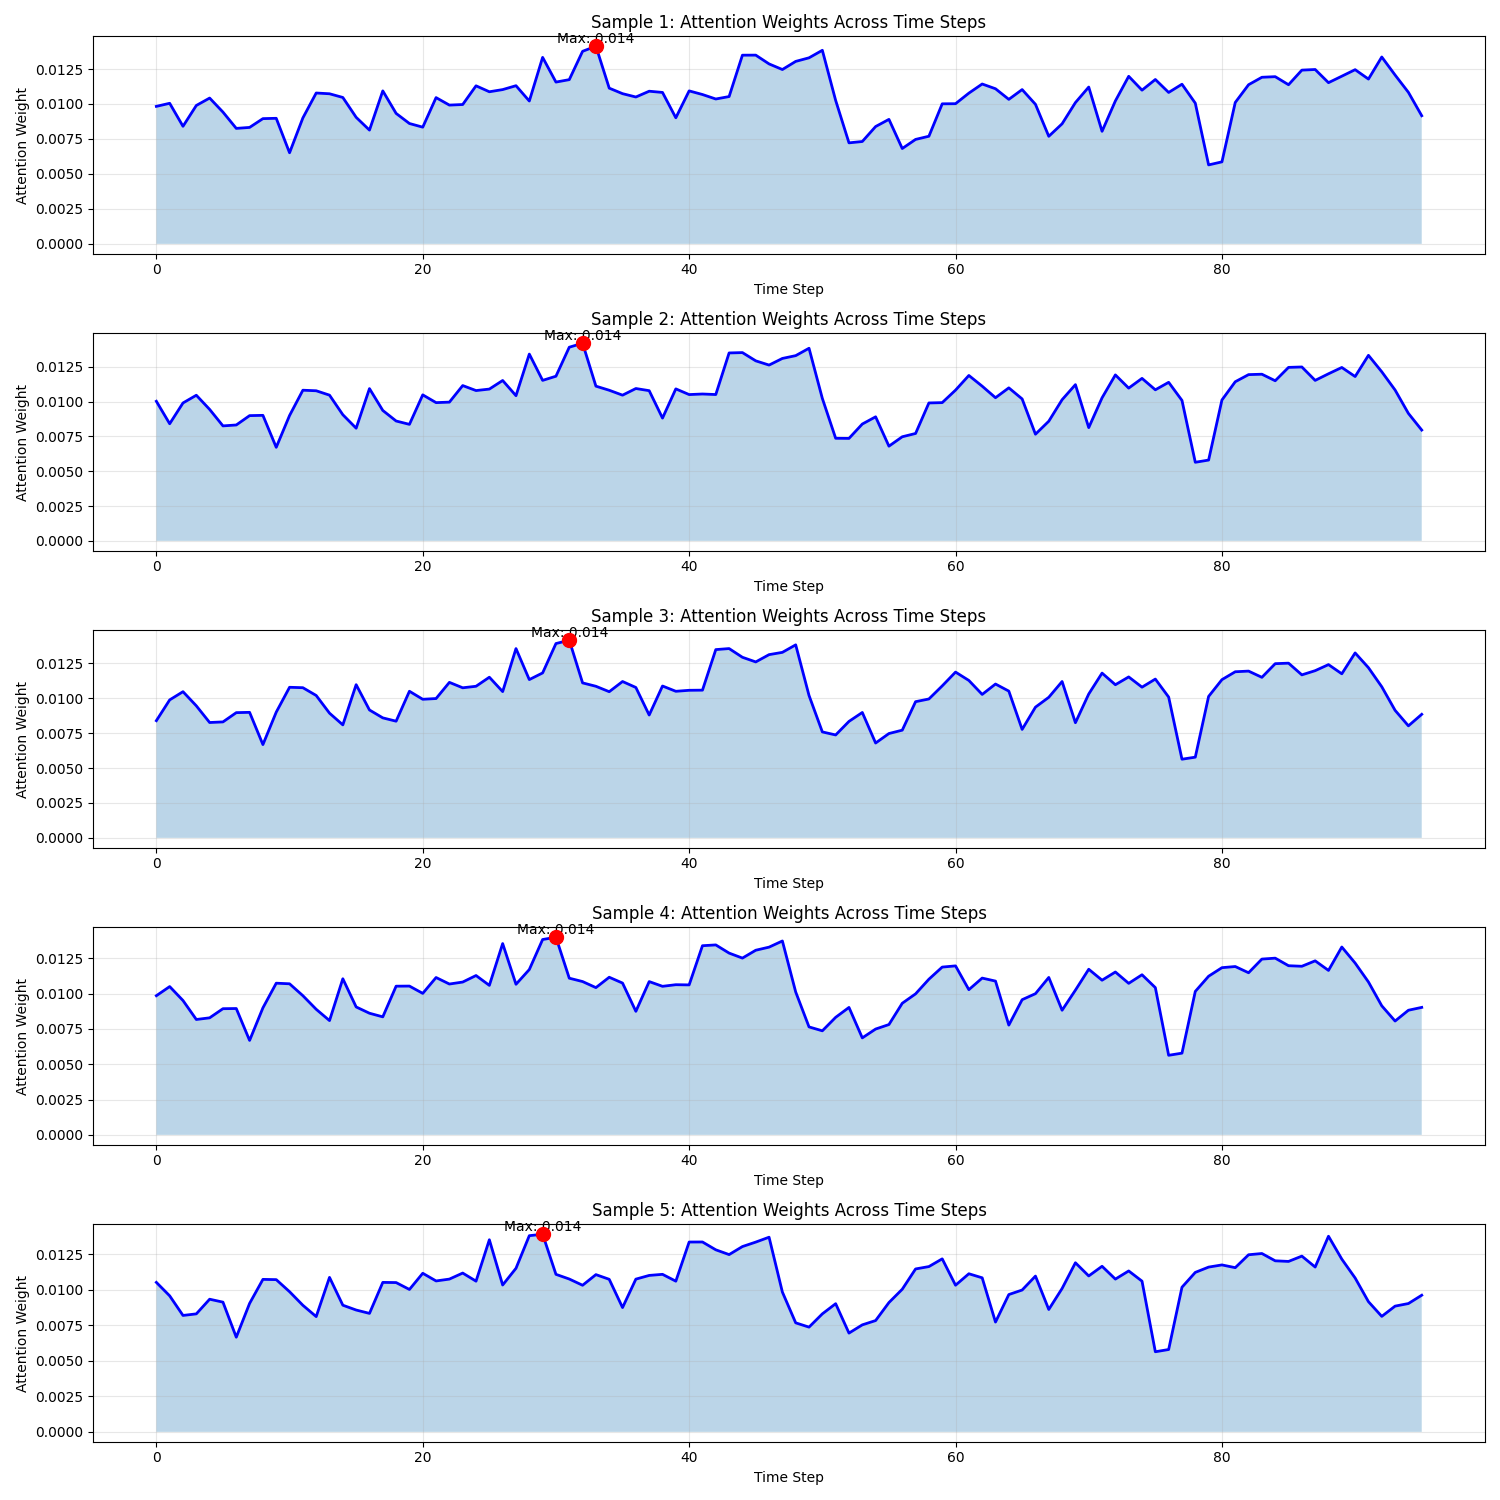 Sample 1: Attention Weights Across Time Steps
Max: 0.014
Attention Weight
0.0125
0.0100
0.0075
0.0050
0.0025
0.0000
0 20 40 60 80
Time Step
Sample 2: Attention Weights Across Time Steps
Max: 0.014
Attention Weight
0.0125
0.0100
0.0075
0.0050
0.0025
0.0000
0 20 40 60 80
Time Step
Sample 3: Attention Weights Across Time Steps
Max: 0.014
Attention Weight
0.0125
0.0100
0.0075
0.0050
0.0025
0.0000
0 20 40 60 80
Time Step
Sample 4: Attention Weights Across Time Steps
Max: 0.014
Attention Weight
0.0125
0.0100
0.0075
0.0050
0.0025
0.0000
0 20 40 60 80
Time Step
Sample 5: Attention Weights Across Time Steps
Max: 0.014
Attention Weight
0.0125
0.0100
0.0075
0.0050
0.0025
0.0000
0 20 40 60 80
Time Step